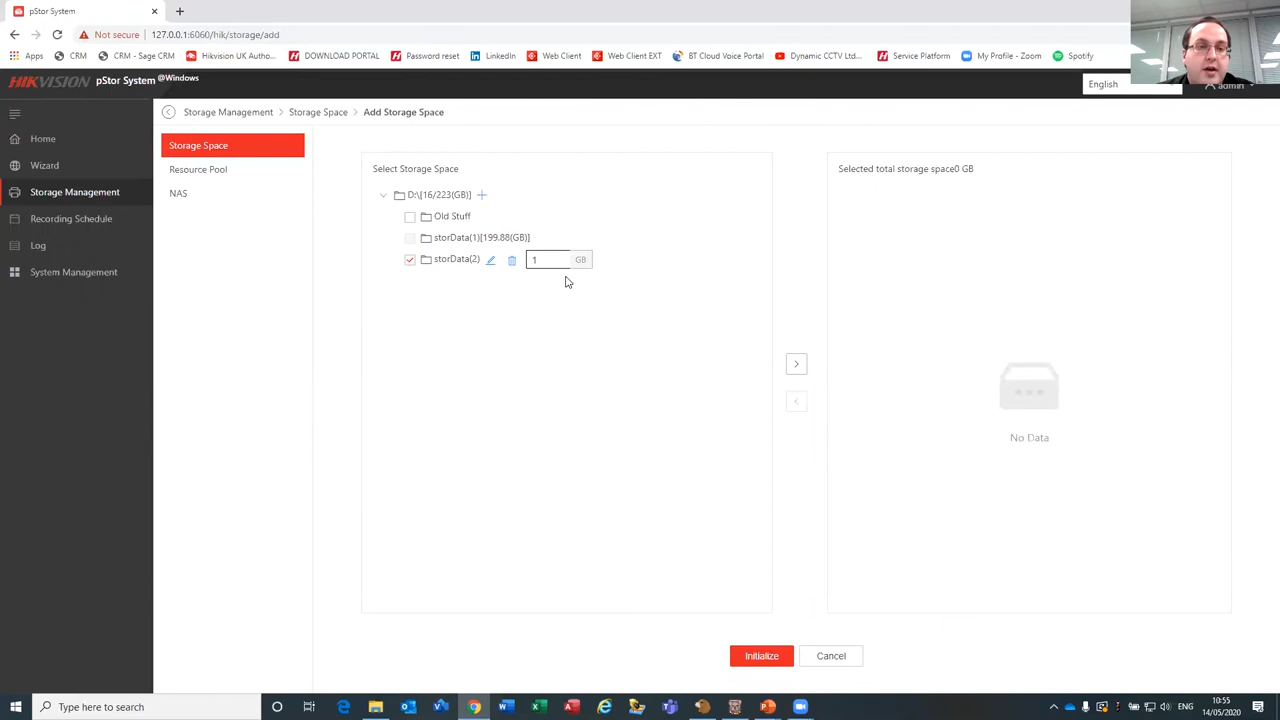 pStor System
Not secure
127.0.0.1:6060/hik/storage/add
Apps
CRM
CRM - Sage CRM
Hikvision UK Autho...
DOWNLOAD PORTAL
Password reset
LinkedIn
Web Client
Web Client EXT
BT Cloud Voice Portal
Dynamic CCTV Ltd...
Service Platform
My Profile - Zoom
Spotify
HIKVISION pStor System @Windows
English
admin
Home
Wizard
Storage Management
Recording Schedule
Log
System Management
Storage Management > Storage Space > Add Storage Space
Storage Space
Resource Pool
NAS
Select Storage Space
D:\[16/223(GB)]
Old Stuff
storData(1)[199.88(GB)]
storData(2)
1 GB
Selected total storage space0 GB
No Data
Initialize
Cancel
Type here to search
ENG
10:55
14/05/2020